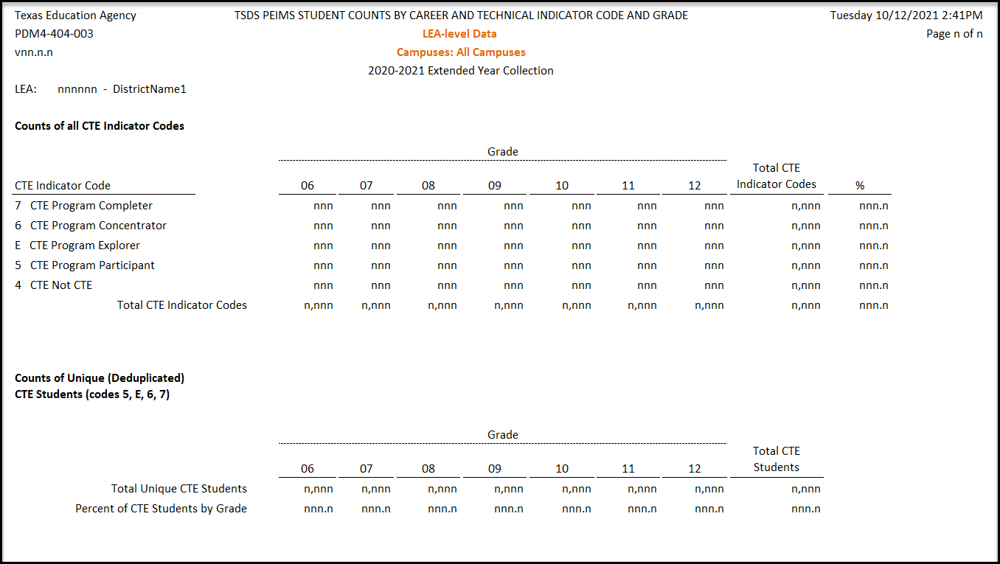 Texas Education Agency TSDS PEIMS STUDENT COUNTS BY CAREER AND TECHNICAL INDICATOR CODE AND GRADE Tuesday 10/12/2021 2:41PM
PDM4-404-003 LEA-level Data Page n of n
vnn.n.n Campuses: All Campuses
2020-2021 Extended Year Collection
LEA: nnnnnn - DistrictName1
Counts of all CTE Indicator Codes
Grade
Total CTE
CTE Indicator Code 06 07 08 09 10 11 12 Indicator Codes %
7 CTE Program Completer nnn nnn nnn nnn nnn nnn nnn n,nnn nnn.n
6 CTE Program Concentrator nnn nnn nnn nnn nnn nnn nnn n,nnn nnn.n
E CTE Program Explorer nnn nnn nnn nnn nnn nnn nnn n,nnn nnn.n
5 CTE Program Participant nnn nnn nnn nnn nnn nnn nnn n,nnn nnn.n
4 CTE Not CTE nnn nnn nnn nnn nnn nnn nnn n,nnn nnn.n
Total CTE Indicator Codes n,nnn n,nnn n,nnn n,nnn n,nnn n,nnn n,nnn n,nnn nnn.n
Counts of Unique (Deduplicated)
CTE Students (codes 5, E, 6, 7)
Grade
Total CTE
06 07 08 09 10 11 12 Students
Total Unique CTE Students n,nnn n,nnn n,nnn n,nnn n,nnn n,nnn n,nnn n,nnn
Percent of CTE Students by Grade nnn.n nnn.n nnn.n nnn.n nnn.n nnn.n nnn.n nnn.n